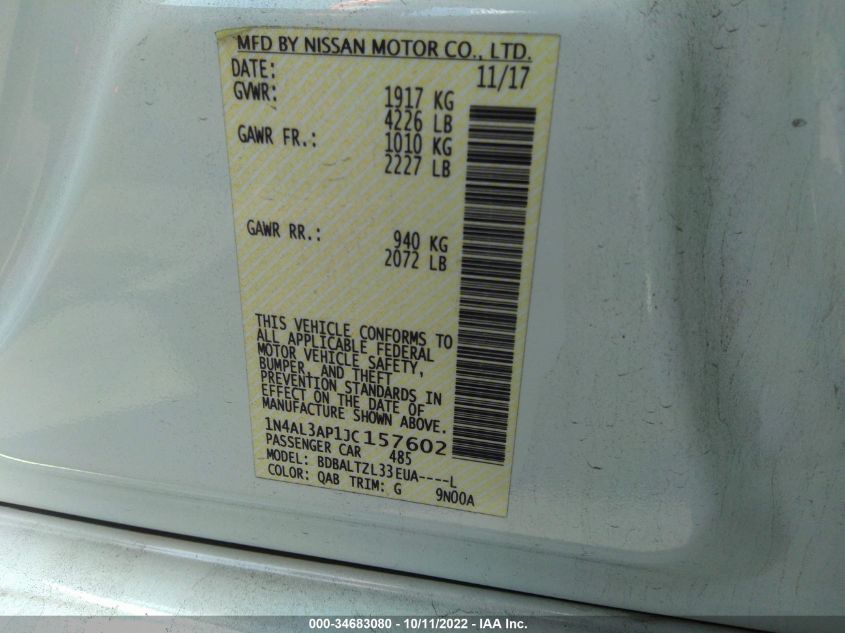 MFD BY NISSAN MOTOR CO., LTD.
DATE: 11/17
GVWR: 1917 KG
4226 LB
GAWR FR.: 1010 KG
2227 LB
GAWR RR.: 940 KG
2072 LB
THIS VEHICLE CONFORMS TO
ALL APPLICABLE FEDERAL
MOTOR VEHICLE SAFETY,
BUMPER, AND THEFT
PREVENTION STANDARDS IN
EFFECT ON THE DATE OF
MANUFACTURE SHOWN ABOVE.
1N4AL3AP1JC157602
PASSENGER CAR 485
MODEL: BDBALTZL33EUA----L
COLOR: QAB TRIM: G 9N00A
000-34683080 - 10/11/2022 - IAA Inc.